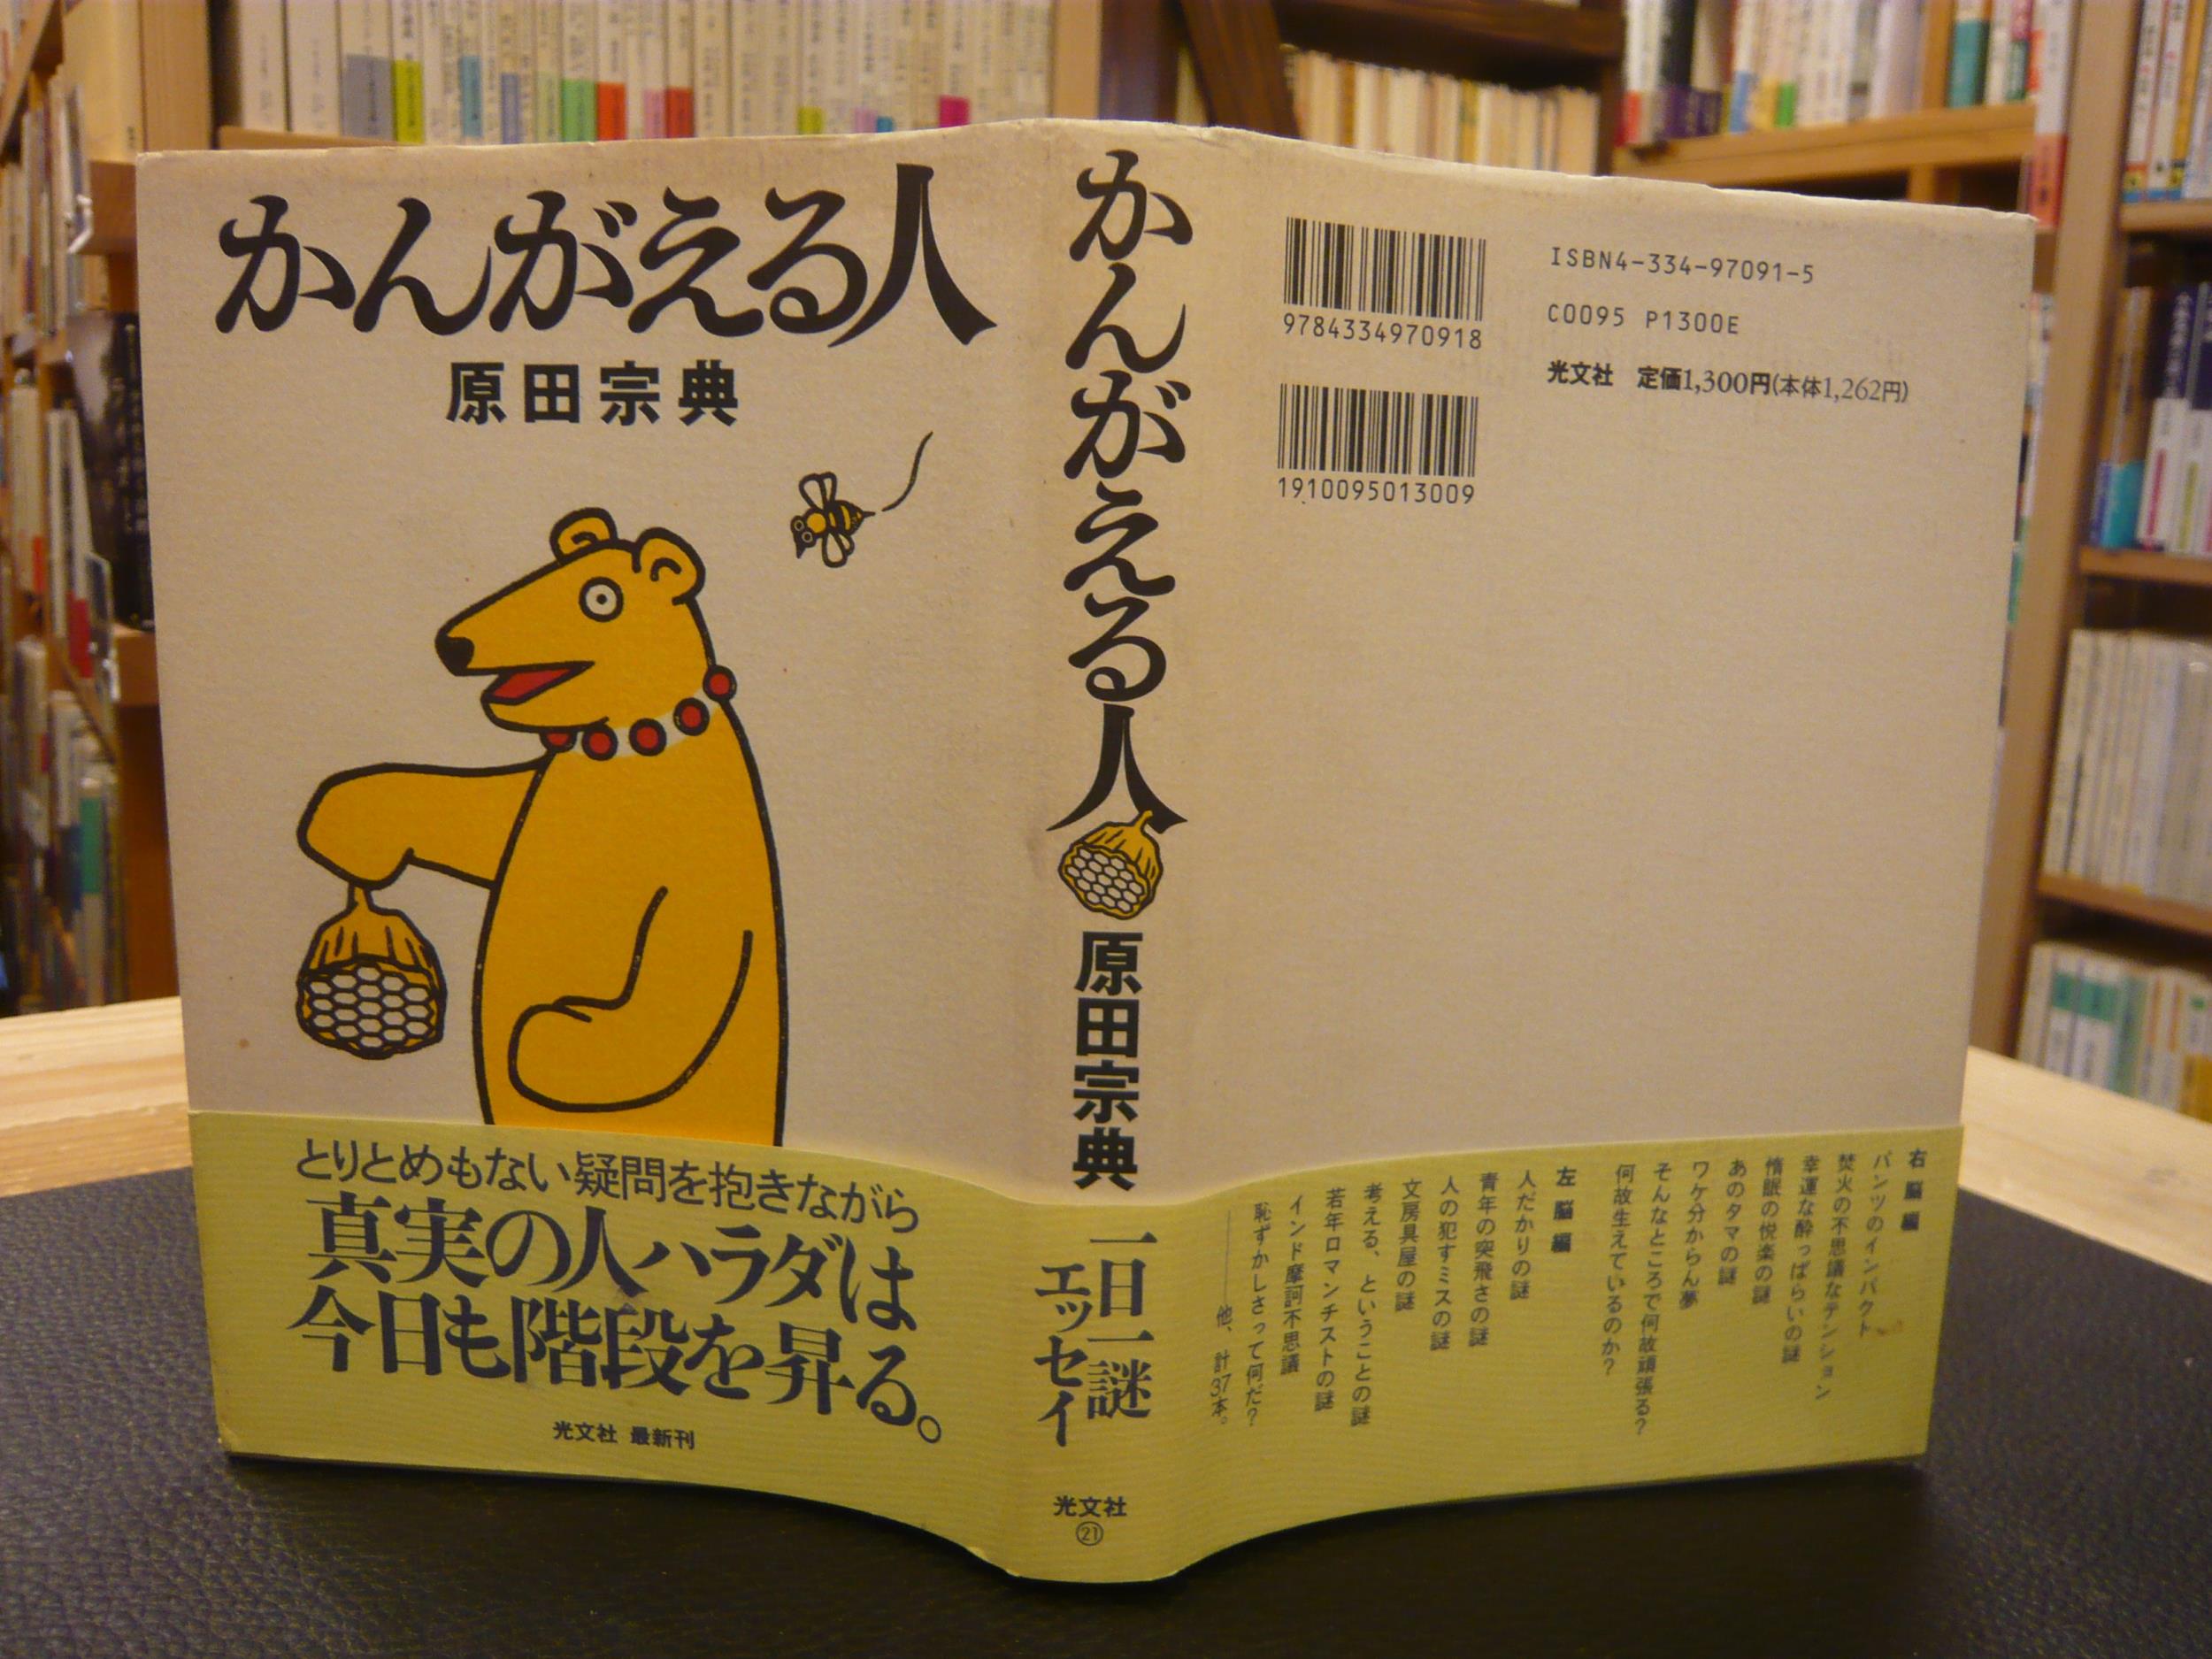 かんがえる人
原田宗典
とりとめもない疑問を抱きながら
真実の人ハラダは
今日も階段を昇る。
光文社 最新刊
かんがえる人
原田宗典
一日一謎
エッセイ
光文社
㉑
9784334970918
1910095013009
ISBN4-334-97091-5
C0095 P1300E
光文社 定価1,300円(本体1,262円)
右脳編
パンツのインパクト
焚火の不思議なテンション
幸運な酔っぱらいの謎
惰眠の悦楽の謎
あのタマの謎
ワケ分からん夢
そんなところで何故頑張る?
何故生えているのか?
左脳編
人だかりの謎
青年の突飛さの謎
人の犯すミスの謎
文房具屋の謎
考える、ということの謎
若年ロマンチストの謎
インド摩訶不思議
恥ずかしさって何だ?
――他、計37本。